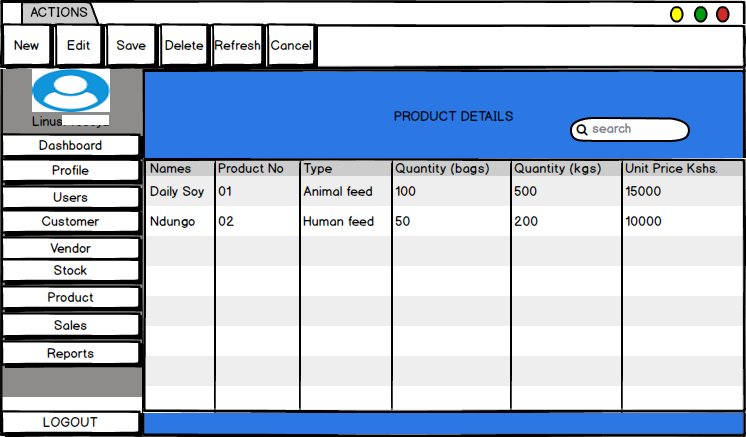 ACTIONS
New Edit Save Delete Refresh Cancel
Linus
PRODUCT DETAILS
search
Dashboard
Profile
Users
Customer
Vendor
Stock
Product
Sales
Reports
LOGOUT
Names Product No Type Quantity (bags) Quantity (kgs) Unit Price Kshs.
Daily Soy 01 Animal feed 100 500 15000
Ndungo 02 Human feed 50 200 10000